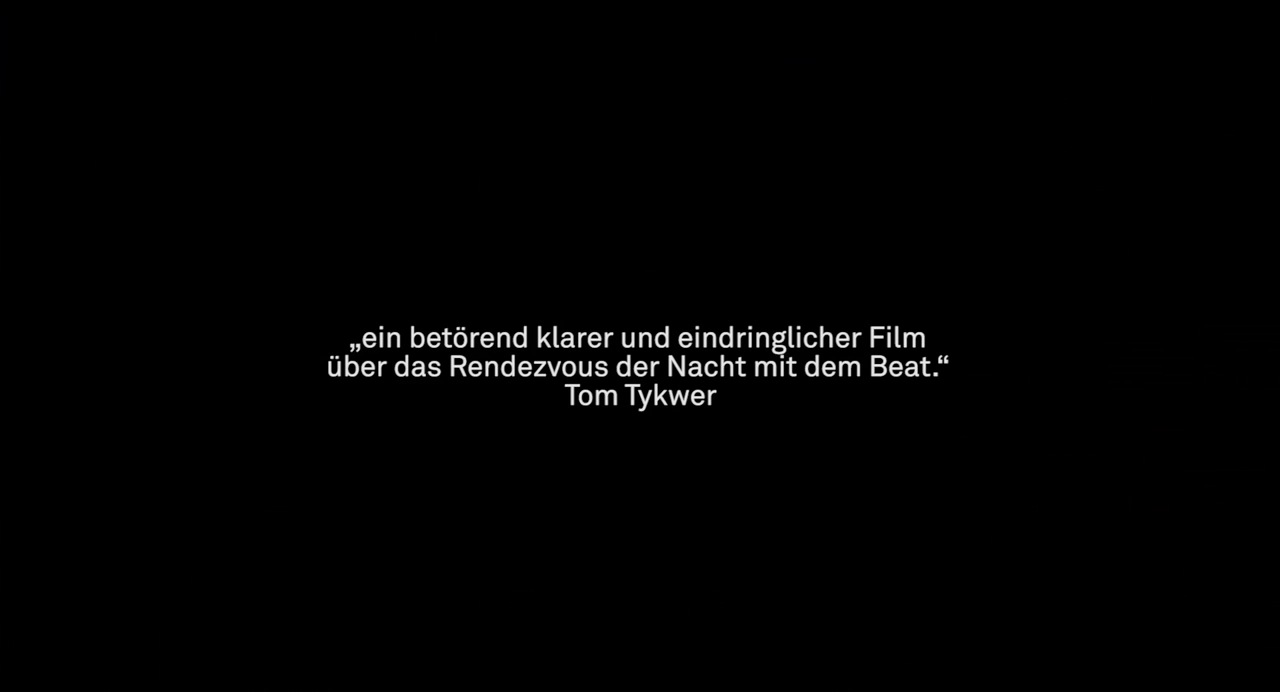 „ein betörend klarer und eindringlicher Film
über das Rendezvous der Nacht mit dem Beat.“
Tom Tykwer